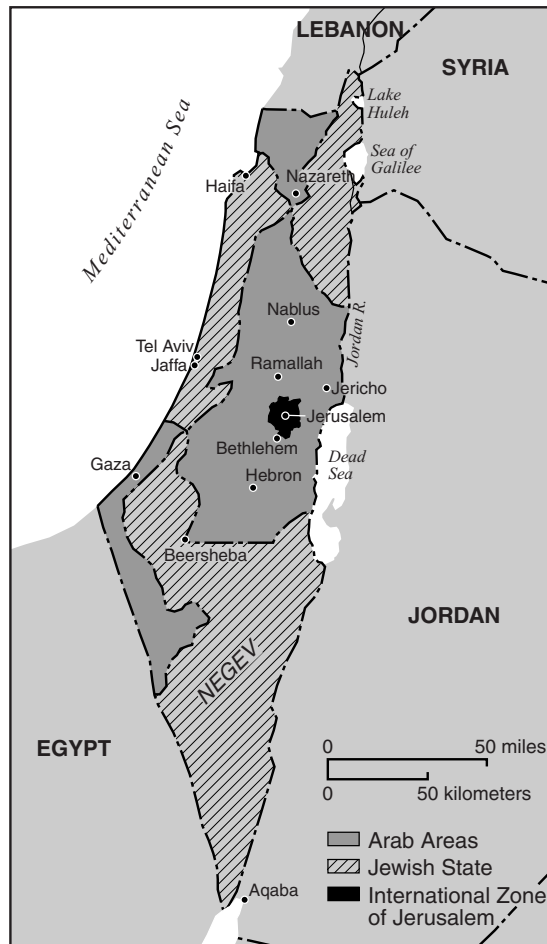 LEBANON
SYRIA
Lake
Huleh
Sea of
Galilee
Mediterranean Sea
Haifa
Nazareth
Nablus
Jordan R.
Tel Aviv
Jaffa
Ramallah
Jericho
Jerusalem
Bethlehem
Dead
Sea
Gaza
Hebron
Beersheba
NEGEV
JORDAN
EGYPT
0 50 miles
0 50 kilometers
Arab Areas
Jewish State
International Zone
of Jerusalem
Aqaba